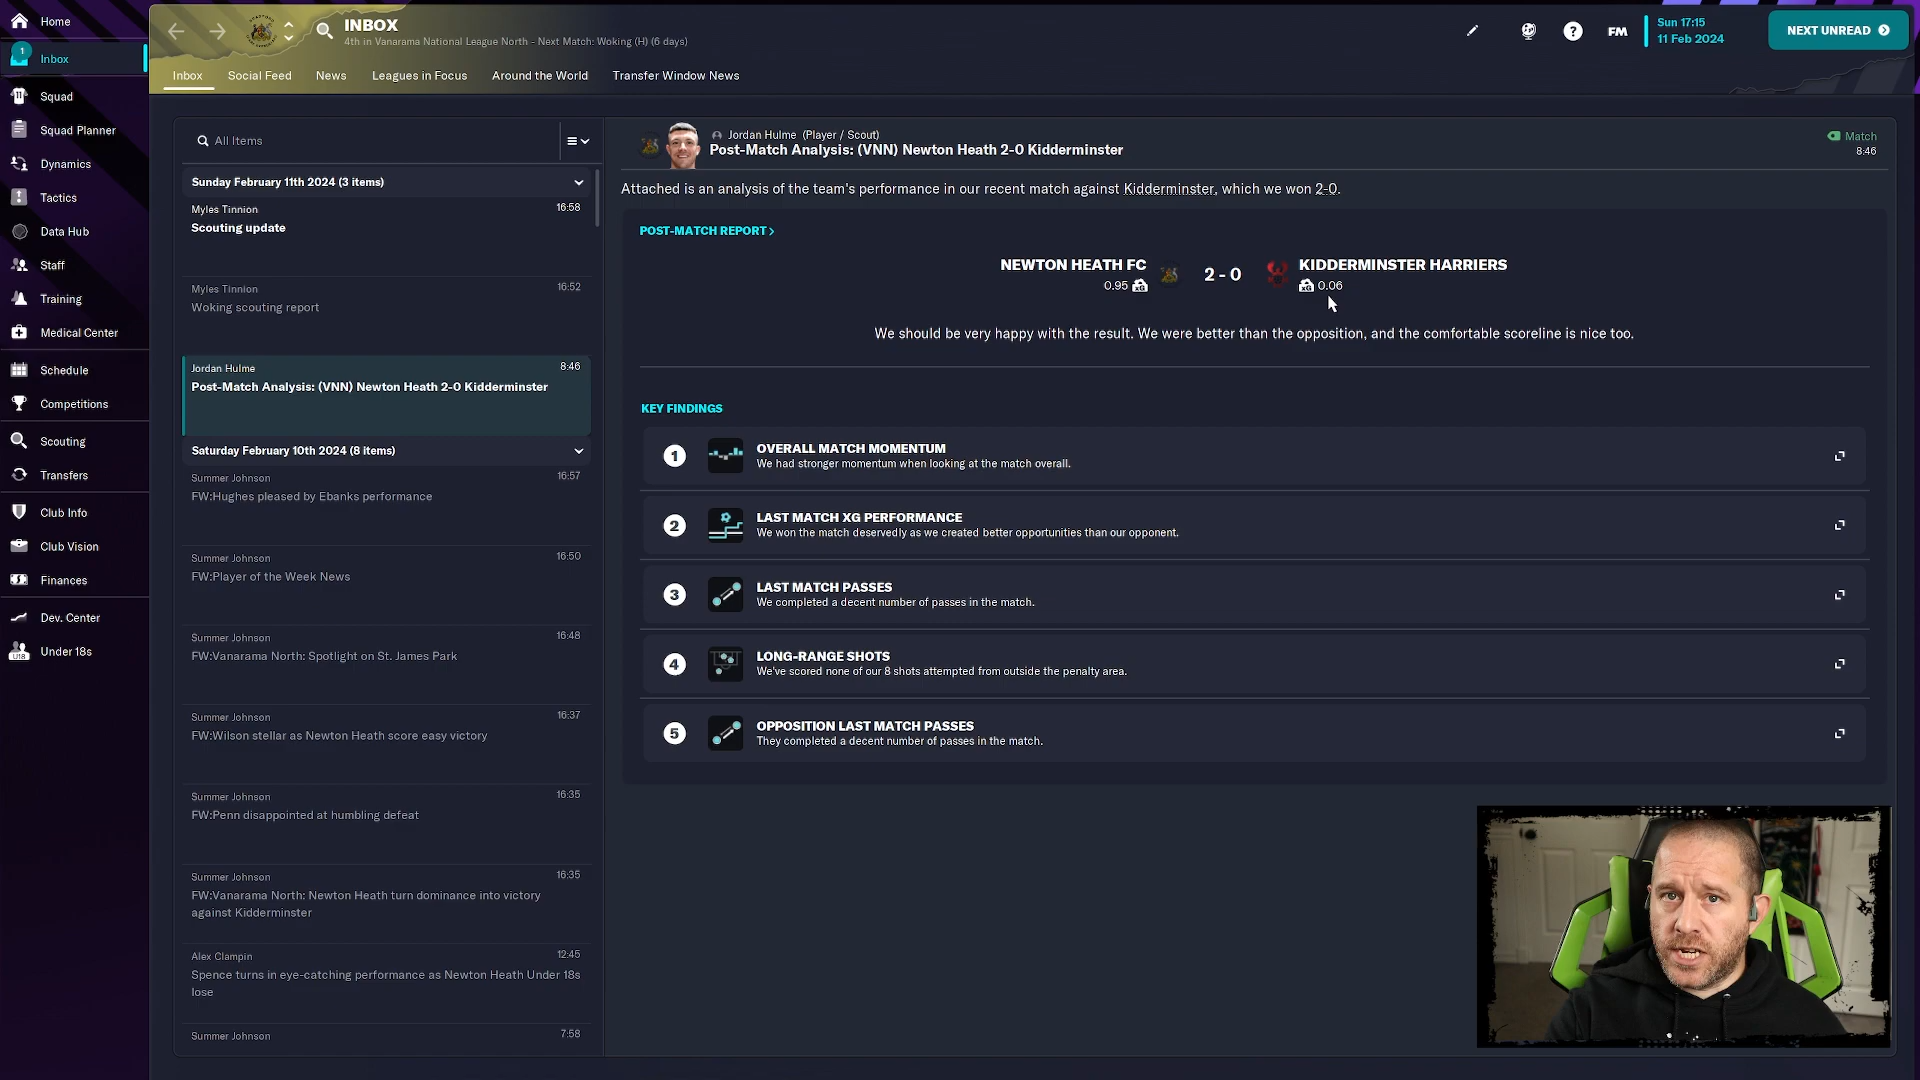 Home
1
Inbox
Squad
Squad Planner
Dynamics
Tactics
Data Hub
Staff
Training
Medical Center
Schedule
Competitions
Scouting
Transfers
Club Info
Club Vision
Finances
Dev. Center
U18
Under 18s
INBOX
4th in Vanarama National League North - Next Match: Woking (H) (6 days)
FM
Sun 17:15
11 Feb 2024
NEXT UNREAD
Inbox
Social Feed
News
Leagues in Focus
Around the World
Transfer Window News
All Items
Sunday February 11th 2024 (3 items)
Myles Tinnion 16:58
Scouting update
Myles Tinnion 16:52
Woking scouting report
Jordan Hulme 8:46
Post-Match Analysis: (VNN) Newton Heath 2-0 Kidderminster
Saturday February 10th 2024 (8 items)
Summer Johnson 16:57
FW:Hughes pleased by Ebanks performance
Summer Johnson 16:50
FW:Player of the Week News
Summer Johnson 16:48
FW:Vanarama North: Spotlight on St. James Park
Summer Johnson 16:37
FW:Wilson stellar as Newton Heath score easy victory
Summer Johnson 16:35
FW:Penn disappointed at humbling defeat
Summer Johnson 16:35
FW:Vanarama North: Newton Heath turn dominance into victory
against Kidderminster
Alex Clampin 12:45
Spence turns in eye-catching performance as Newton Heath Under 18s
lose
Summer Johnson 7:58
Jordan Hulme (Player / Scout)
Post-Match Analysis: (VNN) Newton Heath 2-0 Kidderminster
Match
8:46
Attached is an analysis of the team's performance in our recent match against Kidderminster, which we won 2-0.
POST-MATCH REPORT >
NEWTON HEATH FC 2 - 0 KIDDERMINSTER HARRIERS
0.95 xG xG 0.06
We should be very happy with the result. We were better than the opposition, and the comfortable scoreline is nice too.
KEY FINDINGS
1 OVERALL MATCH MOMENTUM
We had stronger momentum when looking at the match overall.
2 LAST MATCH XG PERFORMANCE
We won the match deservedly as we created better opportunities than our opponent.
3 LAST MATCH PASSES
We completed a decent number of passes in the match.
4 LONG-RANGE SHOTS
We've scored none of our 8 shots attempted from outside the penalty area.
5 OPPOSITION LAST MATCH PASSES
They completed a decent number of passes in the match.